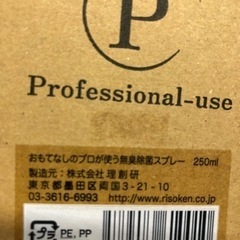 P
Professional-use
おもてなしのプロが使う無臭除菌スプレー 250ml
製造元：株式会社 理創研
東京都墨田区両国 3-21-10
03-3616-6993 http://www.risoken.co.jp
プラ PE, PP